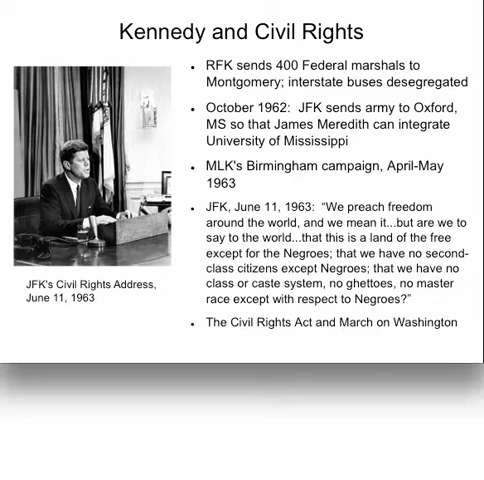 Kennedy and Civil Rights
RFK sends 400 Federal marshals to
Montgomery; interstate buses desegregated
October 1962:  JFK sends army to Oxford,
MS so that James Meredith can integrate
University of Mississippi
MLK's Birmingham campaign, April-May
1963
JFK, June 11, 1963:  “We preach freedom
around the world, and we mean it...but are we to
say to the world...that this is a land of the free
except for the Negroes; that we have no second-
class citizens except Negroes; that we have no
class or caste system, no ghettoes, no master
race except with respect to Negroes?”
The Civil Rights Act and March on Washington
JFK's Civil Rights Address,
June 11, 1963